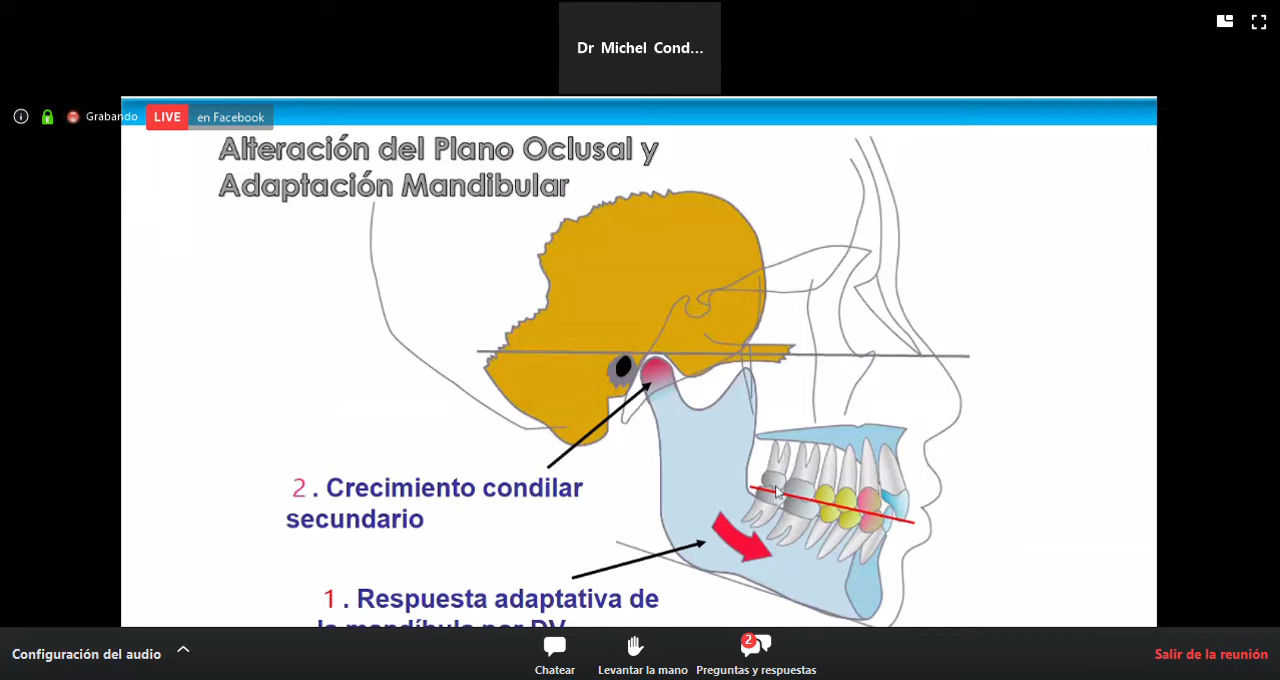 Dr Michel Cond...
Grabando
LIVE en Facebook
Alteración del Plano Oclusal y
Adaptación Mandibular
2 . Crecimiento condilar
secundario
1 . Respuesta adaptativa de
la mandíbula por DV
Configuración del audio
Chatear
Levantar la mano
2
Preguntas y respuestas
Salir de la reunión